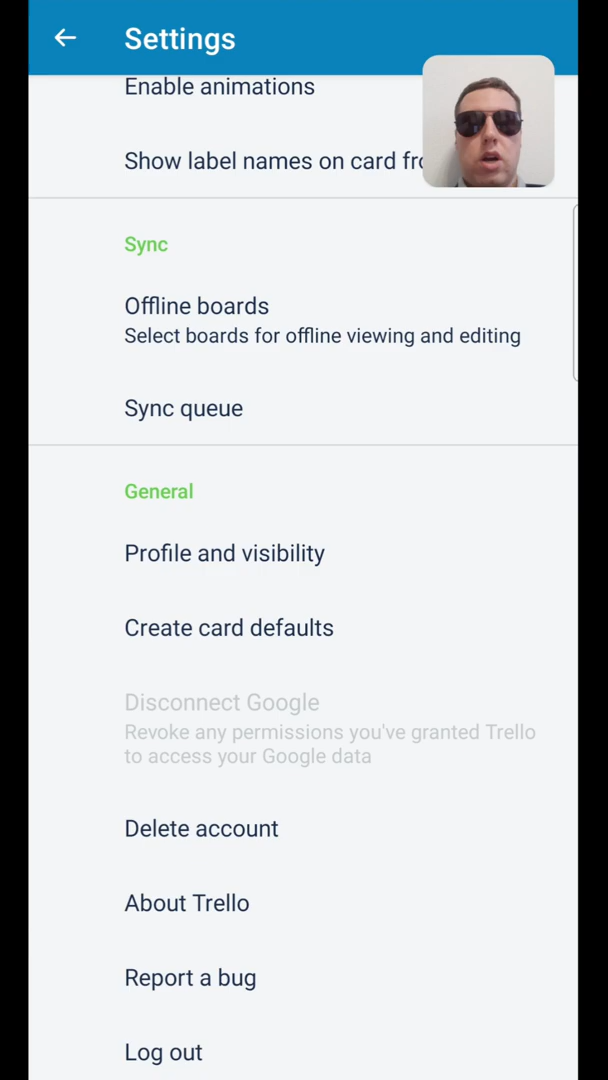 Settings
Enable animations
Show label names on card fro
Sync
Offline boards
Select boards for offline viewing and editing
Sync queue
General
Profile and visibility
Create card defaults
Disconnect Google
Revoke any permissions you've granted Trello
to access your Google data
Delete account
About Trello
Report a bug
Log out